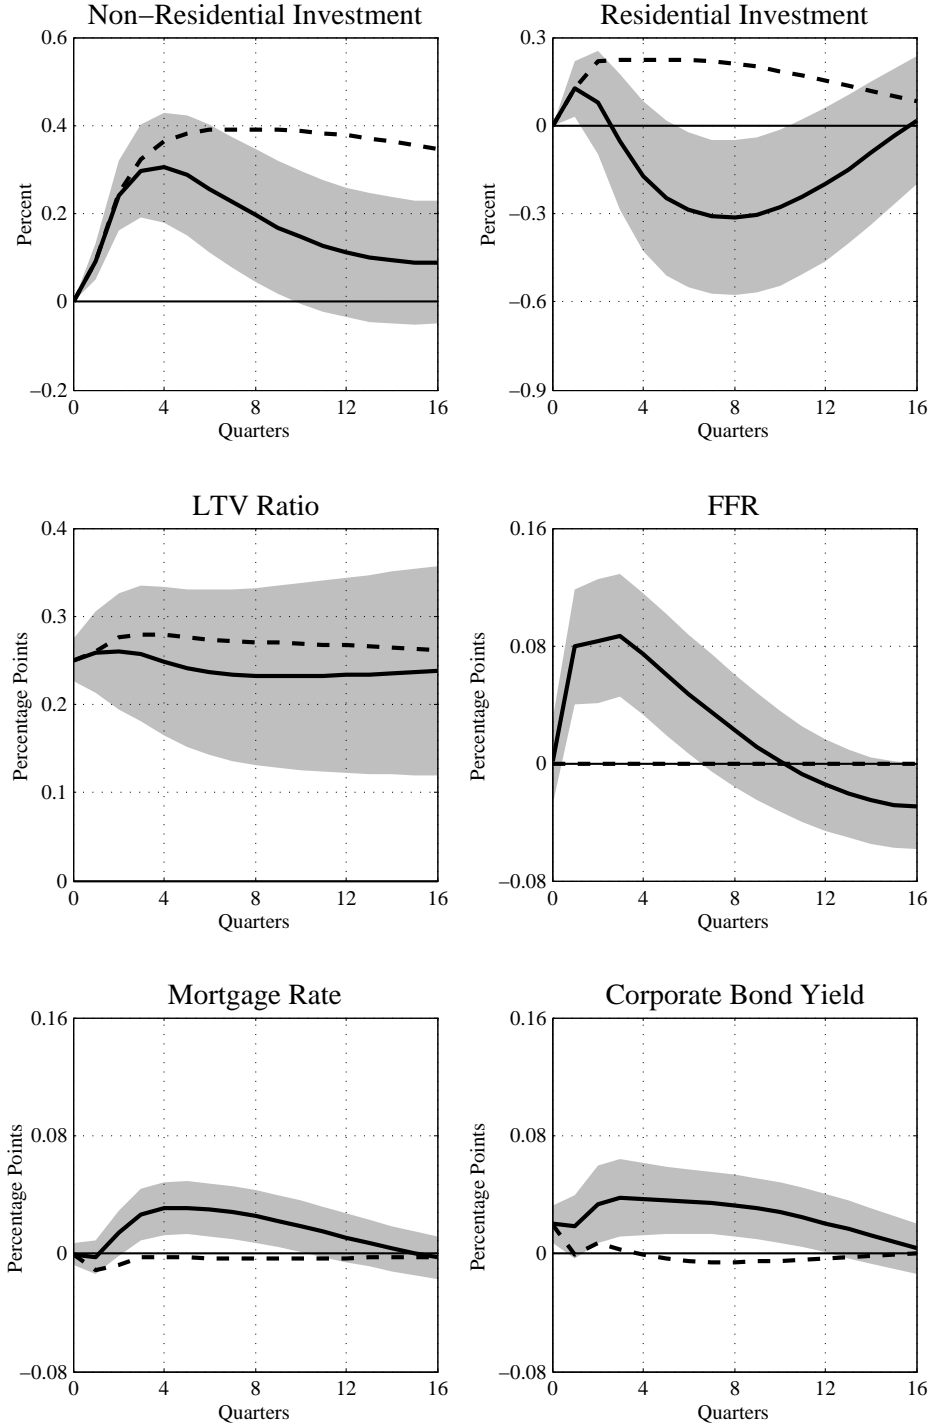 Non−Residential Investment
0.6
0.4
0.2
0
−0.2
Percent
0 4 8 12 16
Quarters
Residential Investment
0.3
0
−0.3
−0.6
−0.9
Percent
0 4 8 12 16
Quarters
LTV Ratio
0.4
0.3
0.2
0.1
0
Percentage Points
0 4 8 12 16
Quarters
FFR
0.16
0.08
0
−0.08
Percentage Points
0 4 8 12 16
Quarters
Mortgage Rate
0.16
0.08
0
−0.08
Percentage Points
0 4 8 12 16
Quarters
Corporate Bond Yield
0.16
0.08
0
−0.08
Percentage Points
0 4 8 12 16
Quarters